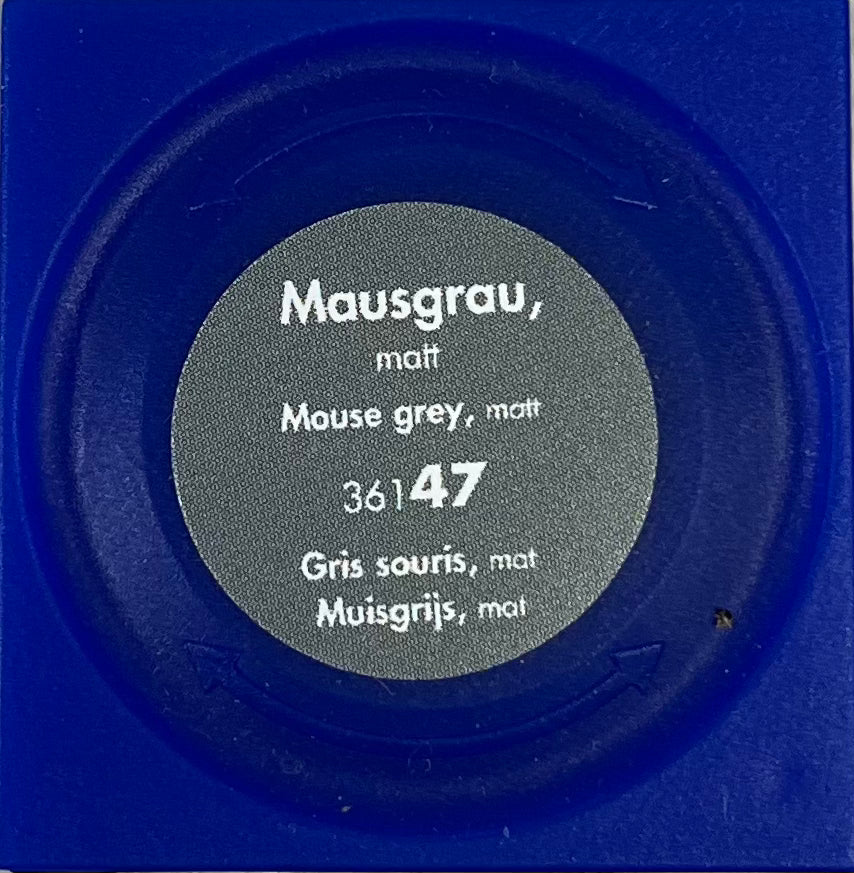 Mausgrau,
matt
Mouse grey, matt
36147
Gris souris, mat
Muisgrijs, mat